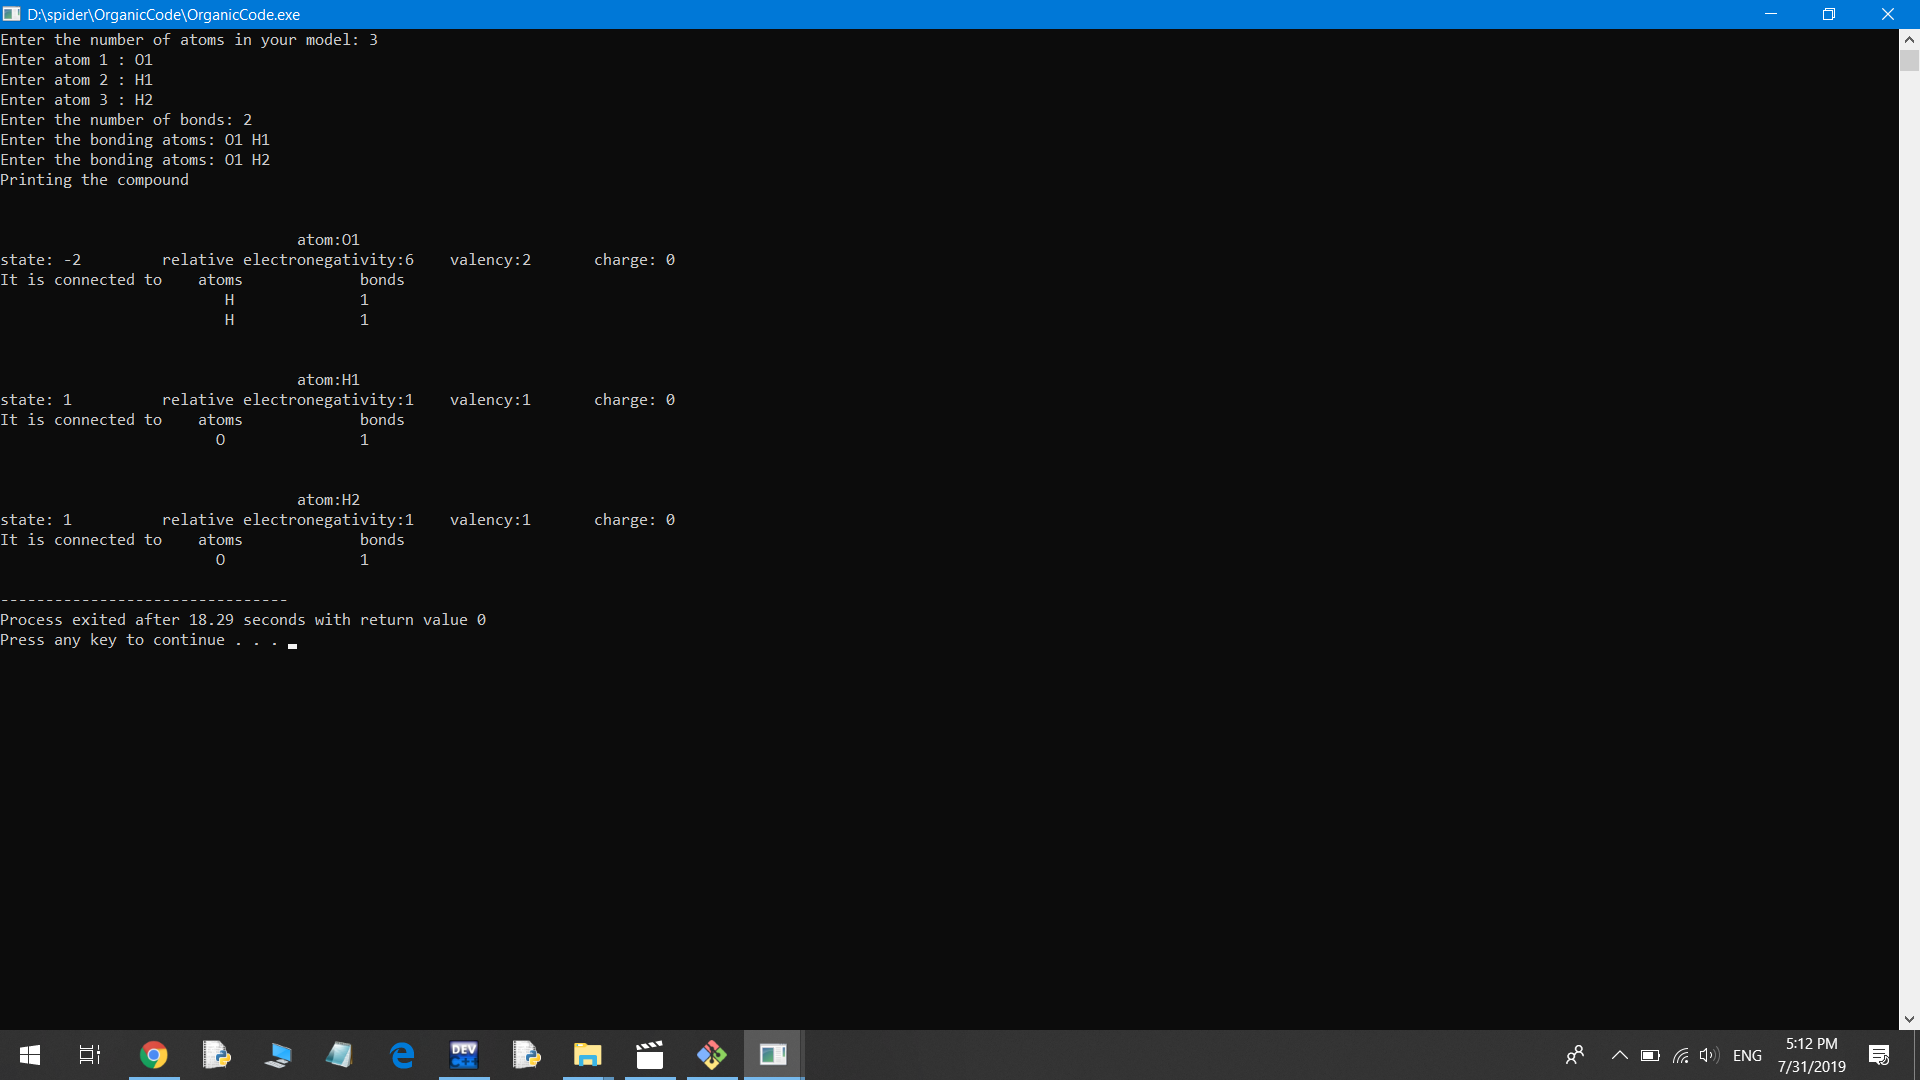 D:\spider\OrganicCode\OrganicCode.exe
Enter the number of atoms in your model: 3
Enter atom 1 : O1
Enter atom 2 : H1
Enter atom 3 : H2
Enter the number of bonds: 2
Enter the bonding atoms: O1 H1
Enter the bonding atoms: O1 H2
Printing the compound
atom:O1
state: -2 relative electronegativity:6 valency:2 charge: 0
It is connected to atoms bonds
H 1
H 1
atom:H1
state: 1 relative electronegativity:1 valency:1 charge: 0
It is connected to atoms bonds
O 1
atom:H2
state: 1 relative electronegativity:1 valency:1 charge: 0
It is connected to atoms bonds
O 1
--------------------------------
Process exited after 18.29 seconds with return value 0
Press any key to continue . . .
DEV
C++
ENG
5:12 PM
7/31/2019